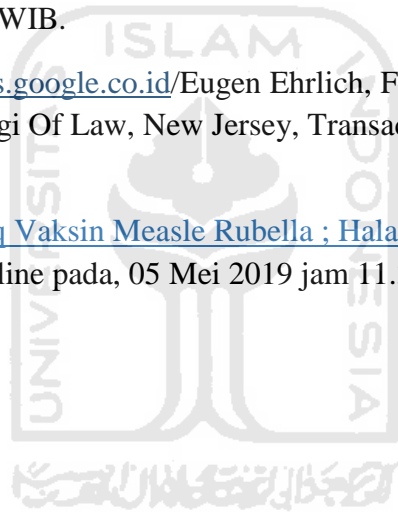 WIB.
ISLAM
s.google.co.id/Eugen Ehrlich, F
gi Of Law, New Jersey, Transac
UNIVERSITAS
q Vaksin Measle Rubella ; Hala
line pada, 05 Mei 2019 jam 11.